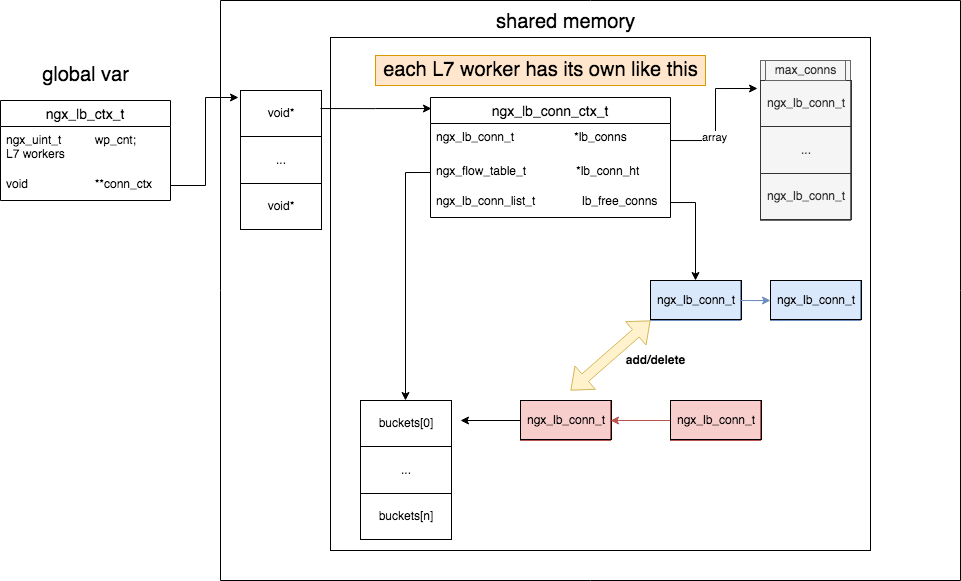 shared memory
global var
each L7 worker has its own like this
ngx_lb_ctx_t
ngx_uint_t wp_cnt;
L7 workers
void **conn_ctx
void*
...
void*
ngx_lb_conn_ctx_t
ngx_lb_conn_t *lb_conns
ngx_flow_table_t *lb_conn_ht
ngx_lb_conn_list_t lb_free_conns
array
max_conns
ngx_lb_conn_t
...
ngx_lb_conn_t
ngx_lb_conn_t
ngx_lb_conn_t
add/delete
ngx_lb_conn_t
ngx_lb_conn_t
buckets[0]
...
buckets[n]